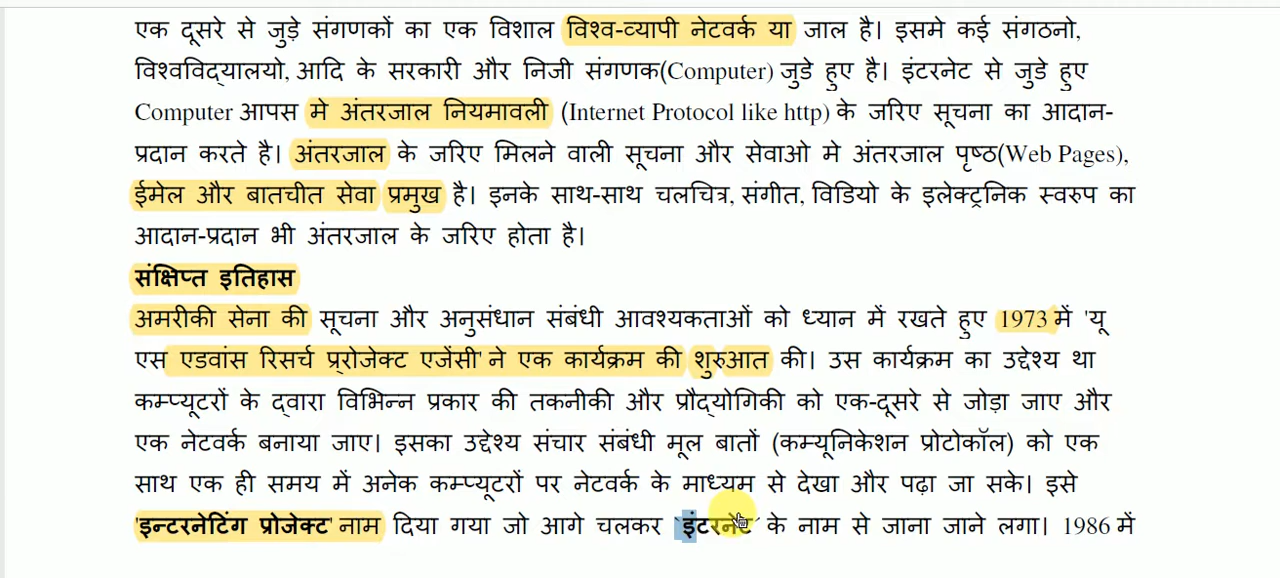 एक दूसरे से जुड़े संगणकों का एक विशाल विश्व-व्यापी नेटवर्क या जाल है। इसमे कई संगठनो,
विश्वविद्यालयो, आदि के सरकारी और निजी संगणक(Computer) जुडे हुए है। इंटरनेट से जुडे हुए
Computer आपस मे अंतरजाल नियमावली (Internet Protocol like http) के जरिए सूचना का आदान-
प्रदान करते है। अंतरजाल के जरिए मिलने वाली सूचना और सेवाओ मे अंतरजाल पृष्ठ(Web Pages),
ईमेल और बातचीत सेवा प्रमुख है। इनके साथ-साथ चलचित्र, संगीत, विडियो के इलेक्ट्रनिक स्वरुप का
आदान-प्रदान भी अंतरजाल के जरिए होता है।
संक्षिप्त इतिहास
अमरीकी सेना की सूचना और अनुसंधान संबंधी आवश्यकताओं को ध्यान में रखते हुए 1973 में 'यू
एस एडवांस रिसर्च प्र्रोजेक्ट एजेंसी' ने एक कार्यक्रम की शुरुआत की। उस कार्यक्रम का उद्देश्य था
कम्प्यूटरों के द्वारा विभिन्न प्रकार की तकनीकी और प्रौद्योगिकी को एक-दूसरे से जोड़ा जाए और
एक नेटवर्क बनाया जाए। इसका उद्देश्य संचार संबंधी मूल बातों (कम्यूनिकेशन प्रोटोकॉल) को एक
साथ एक ही समय में अनेक कम्प्यूटरों पर नेटवर्क के माध्यम से देखा और पढ़ा जा सके। इसे
'इन्टरनेटिंग प्रोजेक्ट' नाम दिया गया जो आगे चलकर 'इंटरनेट' के नाम से जाना जाने लगा। 1986 में